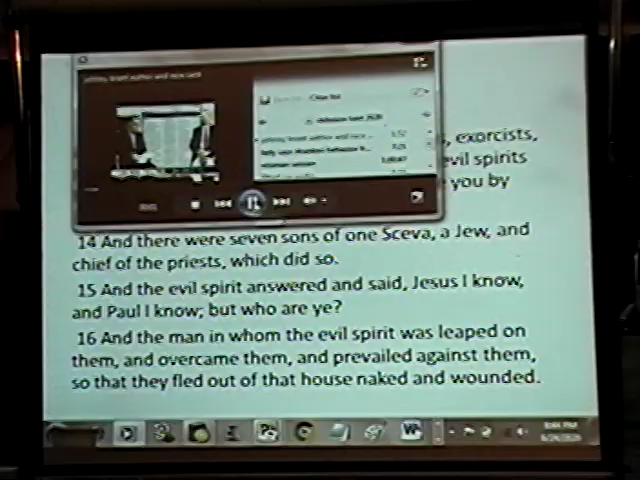 , exorcists,
evil spirits
you by
14 And there were seven sons of one Sceva, a Jew, and
chief of the priests, which did so.
15 And the evil spirit answered and said, Jesus I know,
and Paul I know; but who are ye?
16 And the man in whom the evil spirit was leaped on
them, and overcame them, and prevailed against them,
so that they fled out of that house naked and wounded.